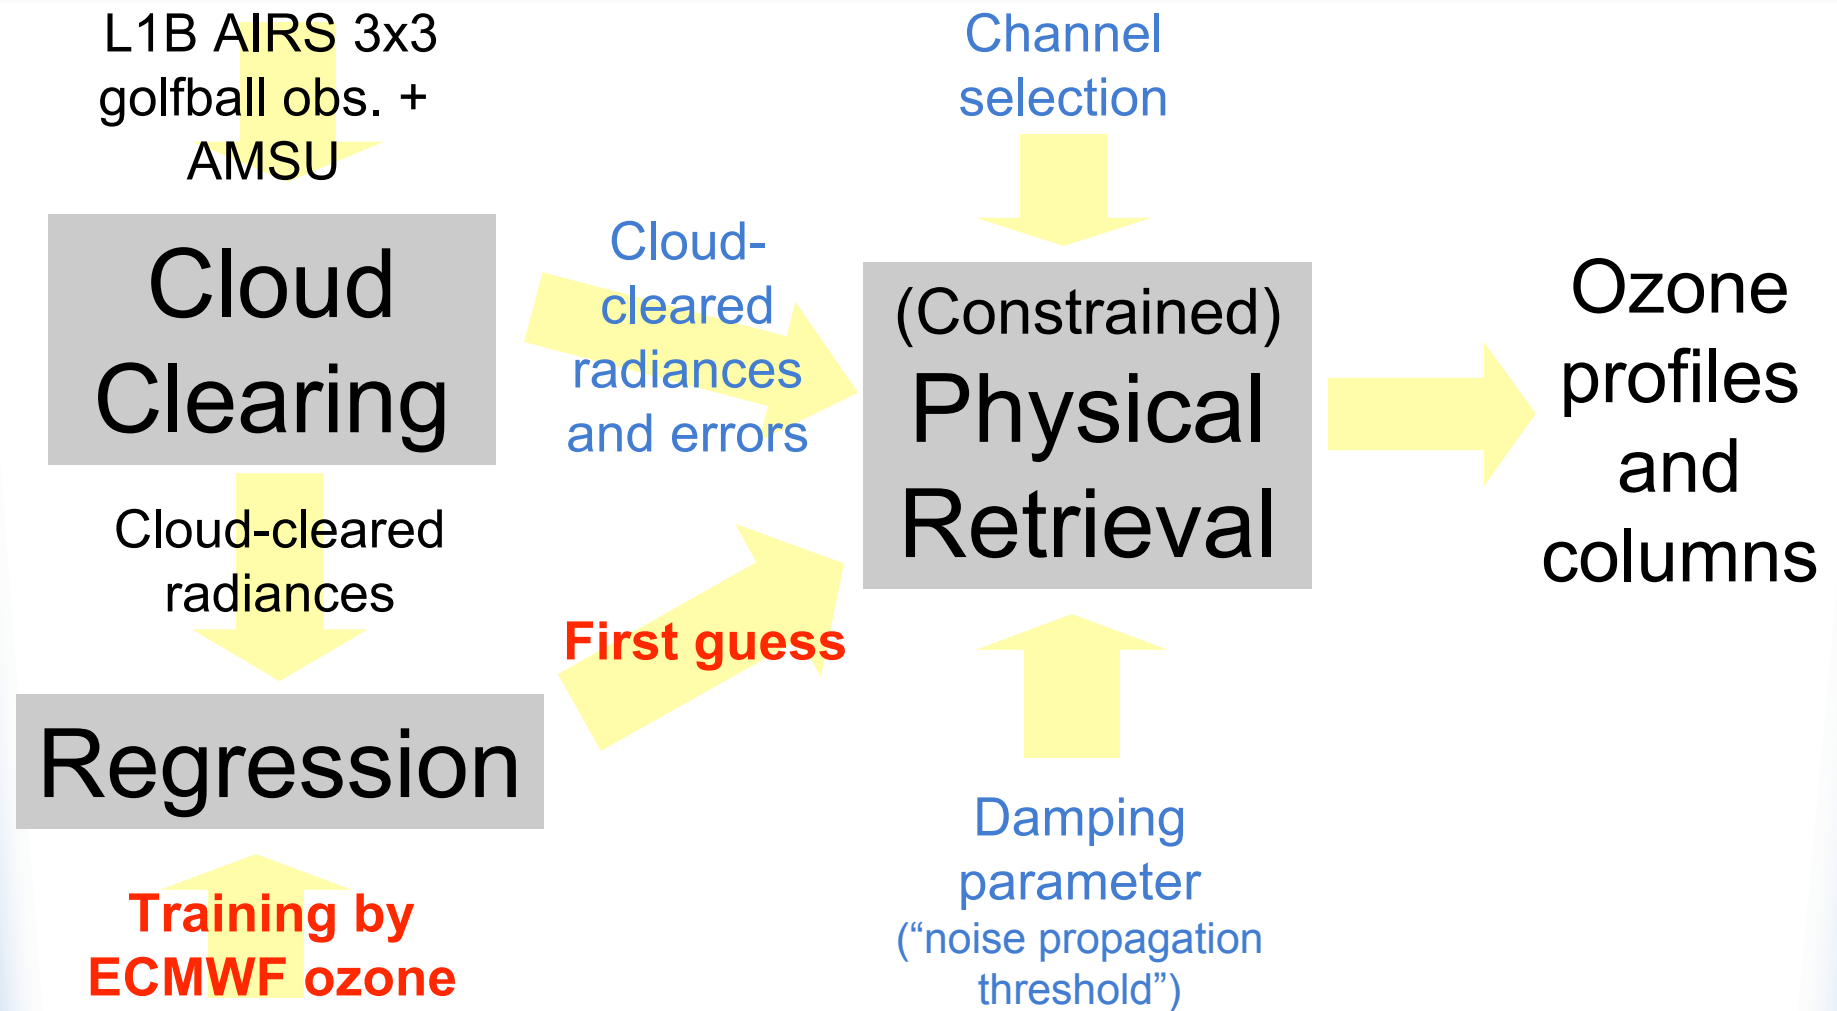 L1B AIRS 3x3
golfball obs. +
AMSU
Cloud
Clearing
Cloud-cleared
radiances
Regression
Training by
ECMWF ozone
Cloud-
cleared
radiances
and errors
First guess
Channel
selection
(Constrained)
Physical
Retrieval
Damping
parameter
(“noise propagation
threshold”)
Ozone
profiles
and
columns